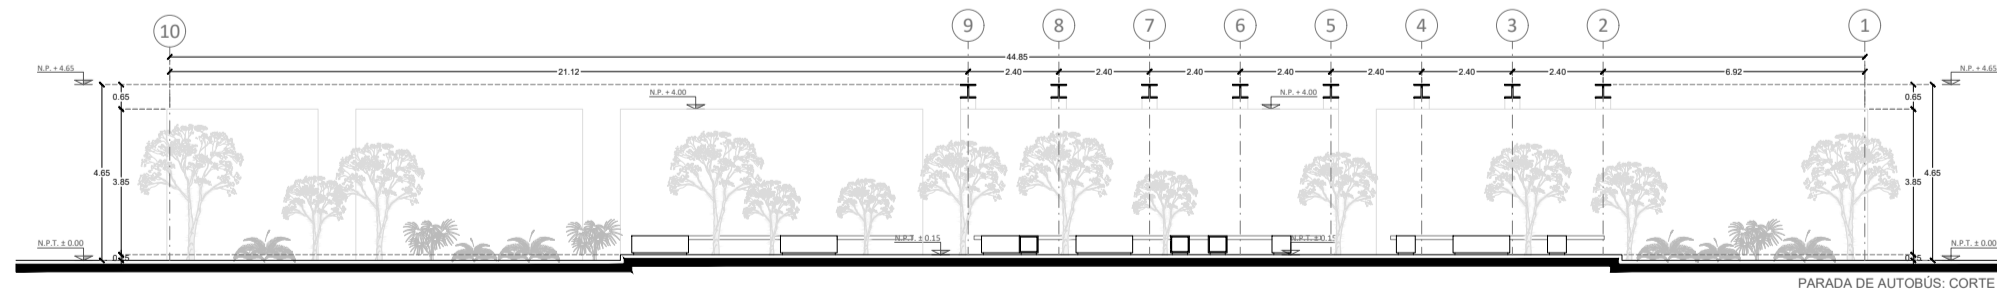 10 9 8 7 6 5 4 3 2 1
44.85
21.12 2.40 2.40 2.40 2.40 2.40 2.40 2.40 6.92
N.P. + 4.65 N.P. + 4.65
0.65 N.P. + 4.00 N.P. + 4.00 0.65
4.65 3.85 3.85 4.65
N.P.T. ± 0.00 N.P.T. ± 0.15 N.P.T. ± 0.15 N.P.T. ± 0.00
0.15 0.15
PARADA DE AUTOBÚS: CORTE